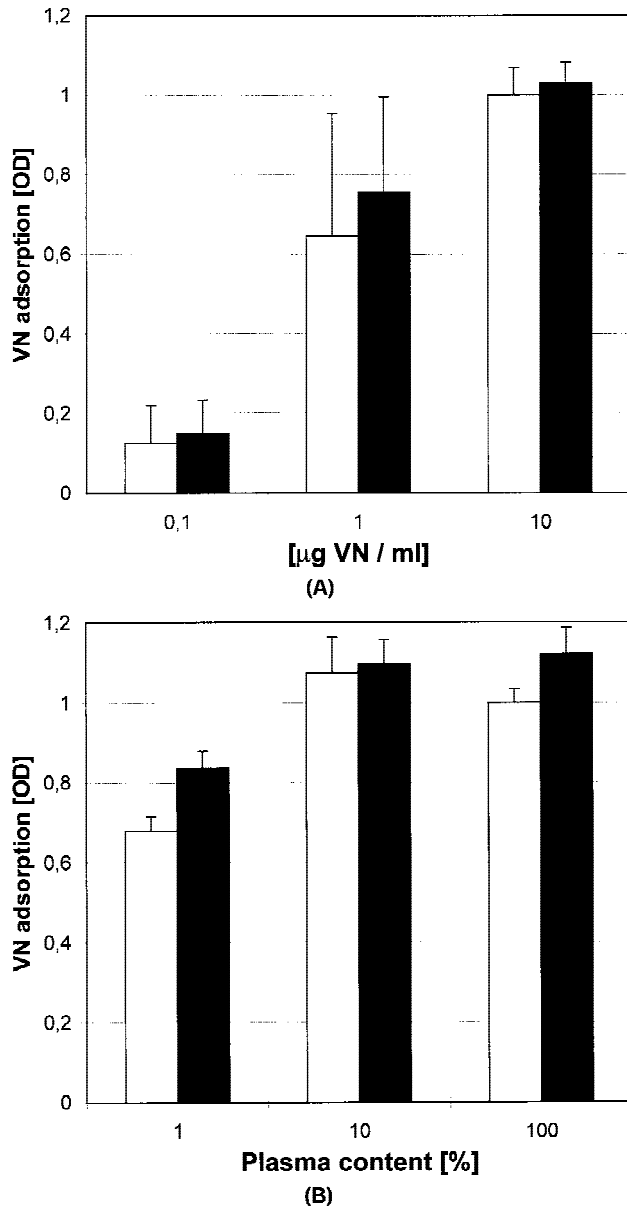 1,2
1
0,8
0,6
0,4
0,2
0
VN adsorption [OD]
0,1 1 10
[μg VN / ml]
(A)
1,2
1
0,8
0,6
0,4
0,2
0
VN adsorption [OD]
1 10 100
Plasma content [%]
(B)